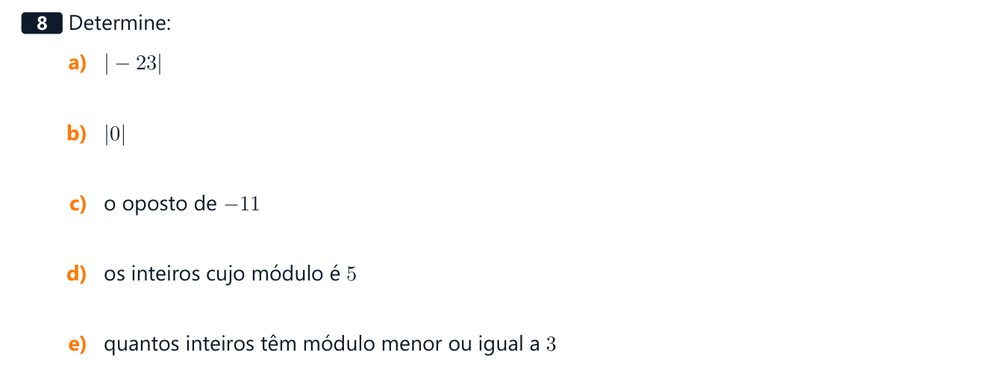 8 Determine:
a) | − 23|
b) |0|
c) o oposto de −11
d) os inteiros cujo módulo é 5
e) quantos inteiros têm módulo menor ou igual a 3